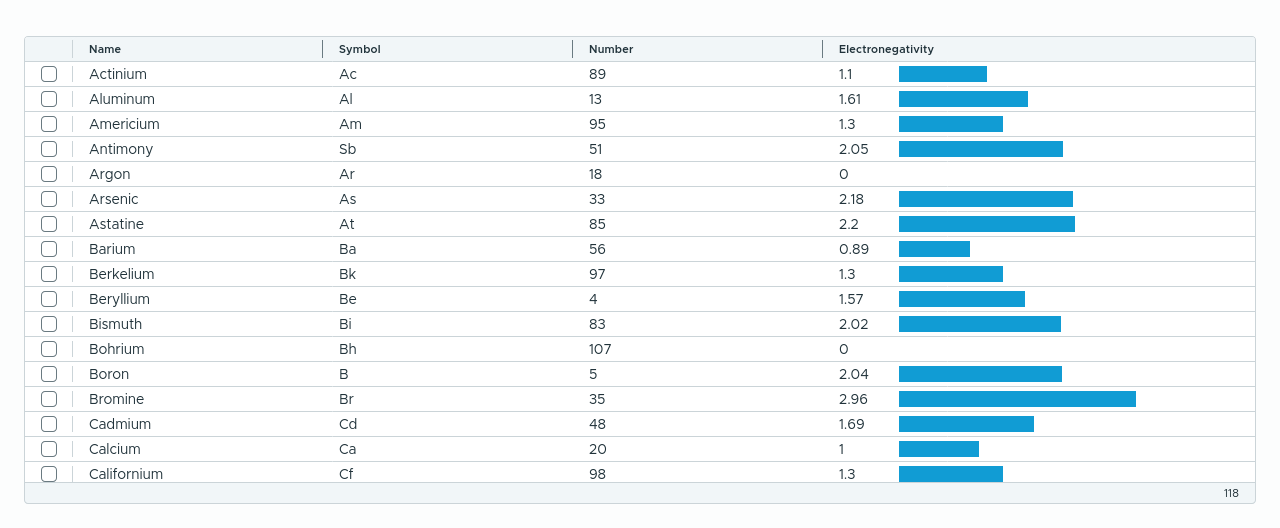 Name Symbol Number Electronegativity
Actinium Ac 89 1.1
Aluminum Al 13 1.61
Americium Am 95 1.3
Antimony Sb 51 2.05
Argon Ar 18 0
Arsenic As 33 2.18
Astatine At 85 2.2
Barium Ba 56 0.89
Berkelium Bk 97 1.3
Beryllium Be 4 1.57
Bismuth Bi 83 2.02
Bohrium Bh 107 0
Boron B 5 2.04
Bromine Br 35 2.96
Cadmium Cd 48 1.69
Calcium Ca 20 1
Californium Cf 98 1.3
118